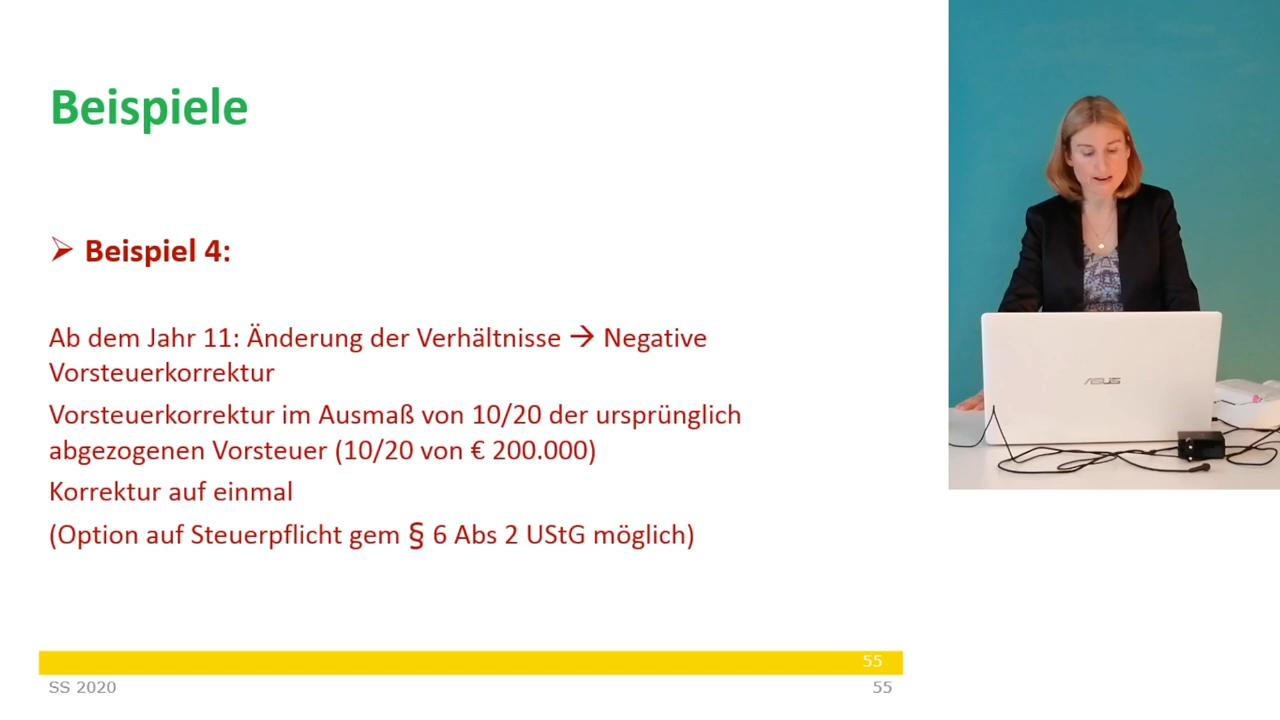 Beispiele
➢ Beispiel 4:
Ab dem Jahr 11: Änderung der Verhältnisse → Negative
Vorsteuerkorrektur
Vorsteuerkorrektur im Ausmaß von 10/20 der ursprünglich
abgezogenen Vorsteuer (10/20 von € 200.000)
Korrektur auf einmal
(Option auf Steuerpflicht gem § 6 Abs 2 UStG möglich)
55
SS 2020
55
ASUS